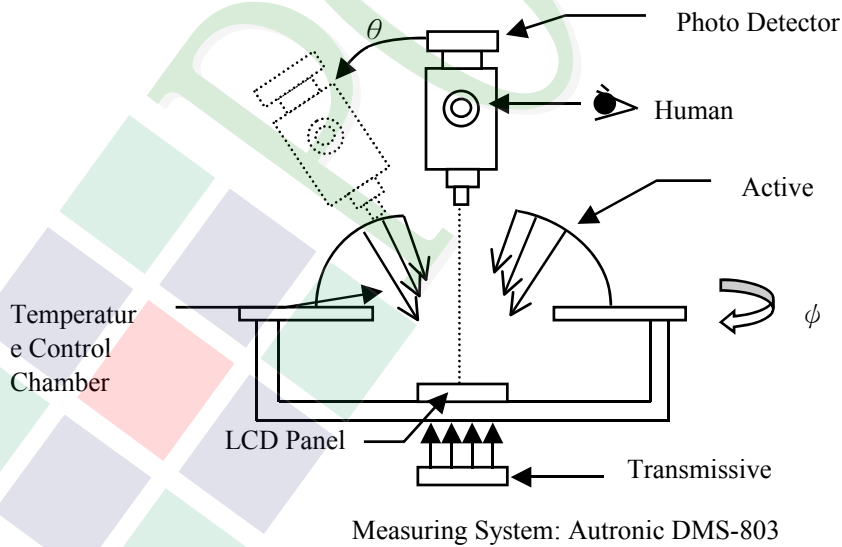 Photo Detector
θ
Human
Active
Temperatur
e Control
Chamber
ϕ
LCD Panel
Transmissive
Measuring System: Autronic DMS-803